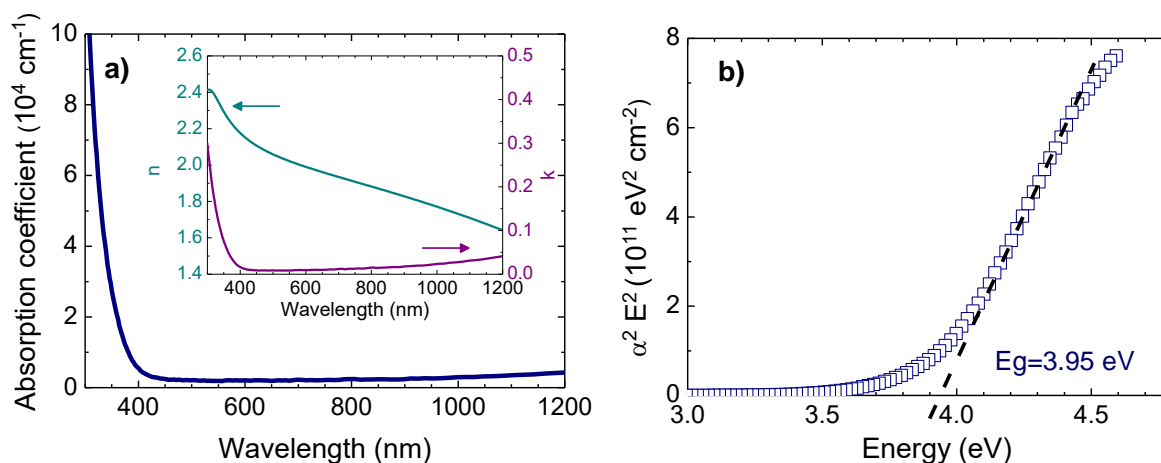 a)
Absorption coefficient (10⁴ cm⁻¹)
10
8
6
4
2
0
400 600 800 1000 1200
Wavelength (nm)
2.6
2.4
2.2
2.0
1.8
1.6
1.4
n
0.5
0.4
0.3
0.2
0.1
0.0
k
400 600 800 1000 1200
Wavelength (nm)
b)
α² E² (10¹¹ eV² cm⁻²)
8
6
4
2
0
Eg=3.95 eV
3.0 3.5 4.0 4.5
Energy (eV)